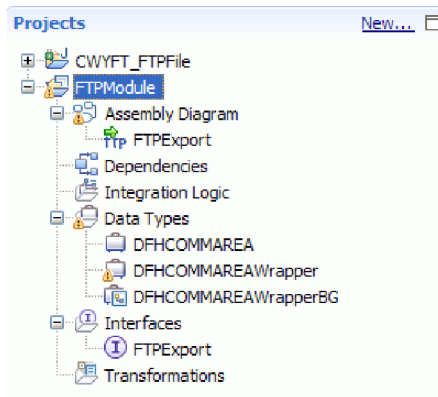 Projects New...
CWYFT_FTPFile
FTPModule
Assembly Diagram
FTP FTPExport
Dependencies
Integration Logic
Data Types
DFHCOMMAREA
DFHCOMMAREAWrapper
DFHCOMMAREAWrapperBG
Interfaces
I FTPExport
Transformations